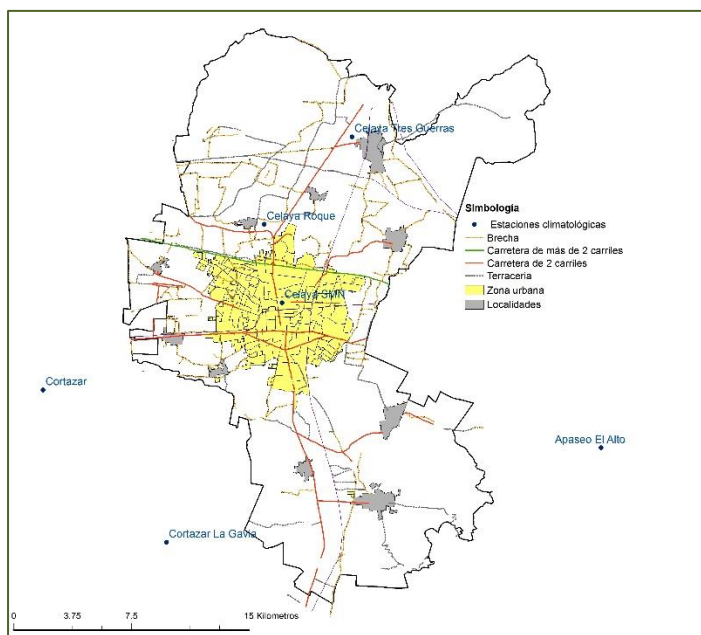 Celaya Tres Guerras
Celaya Roque
Simbología
Estaciones climatológicas
Brecha
Carretera de más de 2 carriles
Carretera de 2 carriles
Terracería
Zona urbana
Localidades
Celaya SMN
Cortazar
Apaseo El Alto
Cortazar La Gavia
0 3.75 7.5 15 Kilometros